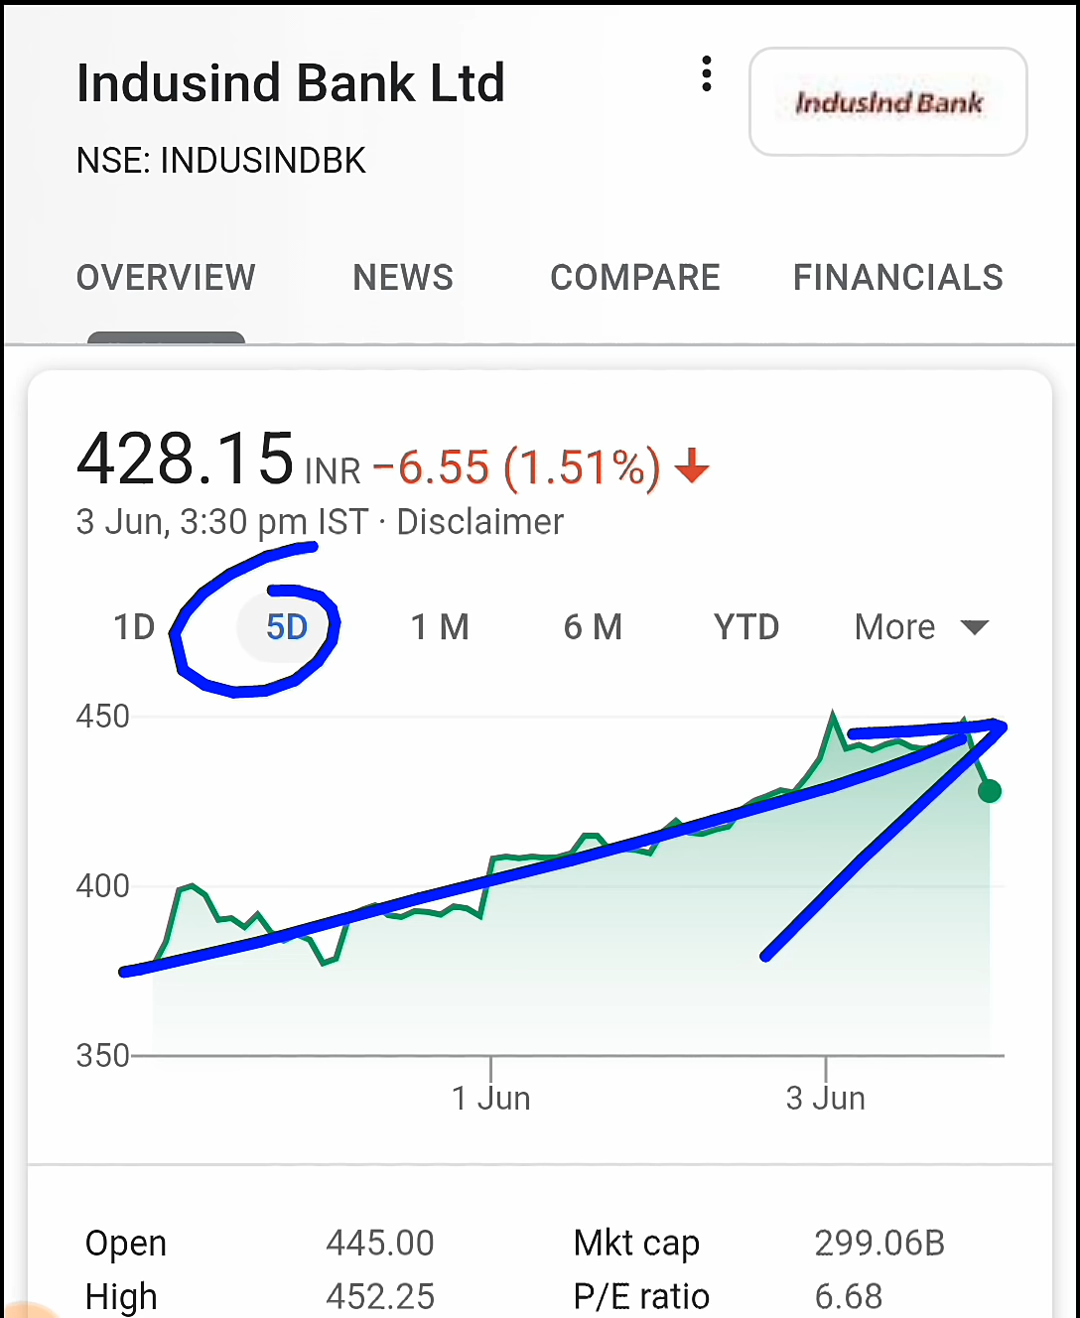 Indusind Bank Ltd
IndusInd Bank
NSE: INDUSINDBK
OVERVIEW NEWS COMPARE FINANCIALS
428.15 INR −6.55 (1.51%)
3 Jun, 3:30 pm IST · Disclaimer
1D 5D 1 M 6 M YTD More
450
400
350
1 Jun 3 Jun
Open 445.00 Mkt cap 299.06B
High 452.25 P/E ratio 6.68